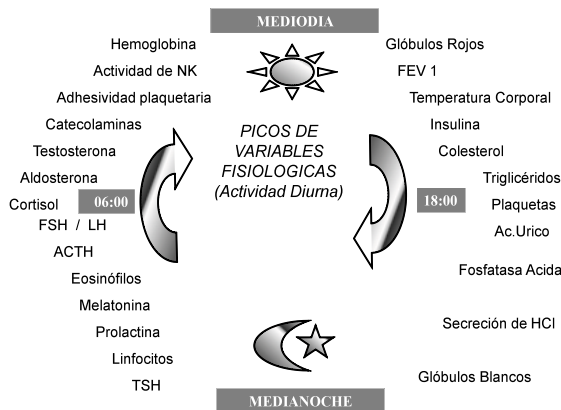 MEDIODIA
Hemoglobina
Actividad de NK
Adhesividad plaquetaria
Catecolaminas
Testosterona
Aldosterona
Cortisol
06:00
FSH / LH
ACTH
Eosinófilos
Melatonina
Prolactina
Linfocitos
TSH
PICOS DE
VARIABLES
FISIOLOGICAS
(Actividad Diurna)
Glóbulos Rojos
FEV 1
Temperatura Corporal
Insulina
Colesterol
Triglicéridos
18:00
Plaquetas
Ac.Urico
Fosfatasa Acida
Secreción de HCl
Glóbulos Blancos
MEDIANOCHE